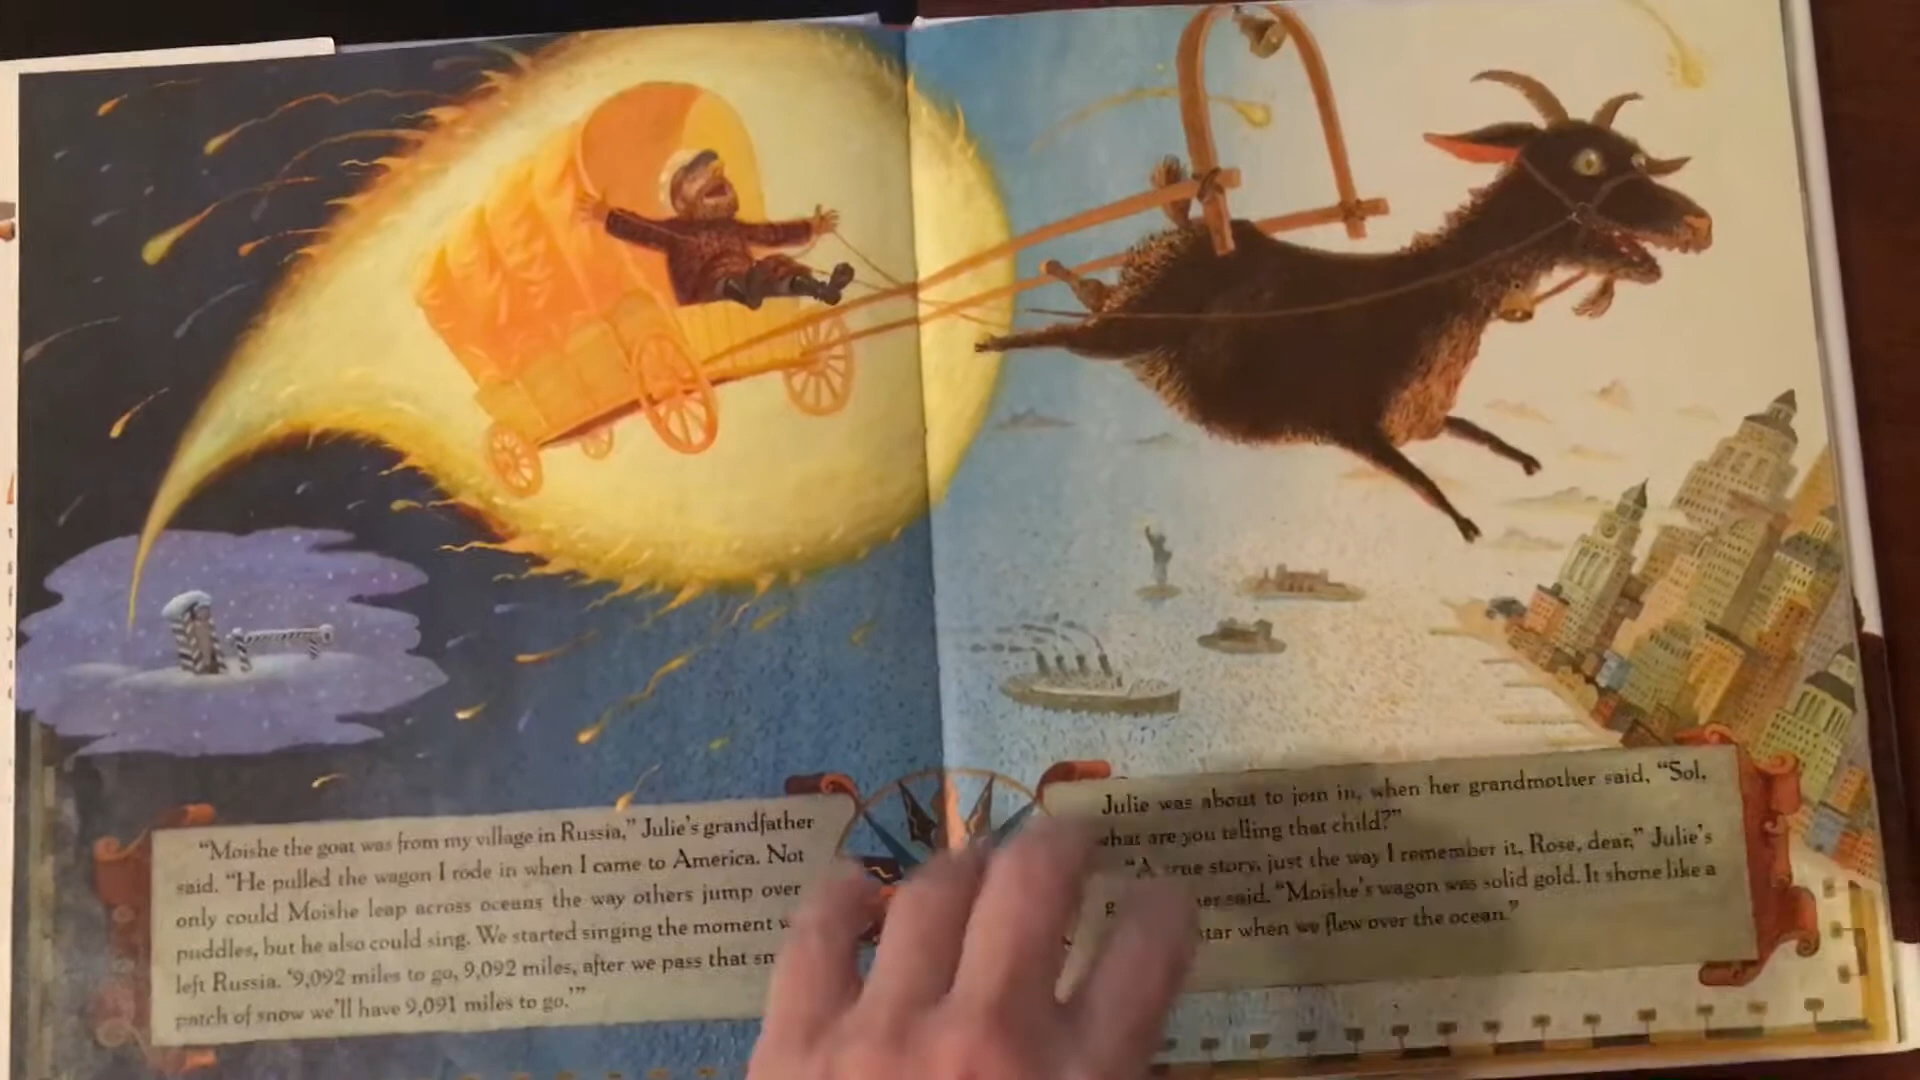 “Moishe the goat was from my village in Russia,” Julie’s grandfather
said. “He pulled the wagon I rode in when I came to America. Not
only could Moishe leap across oceans the way others jump over
puddles, but he also could sing. We started singing the moment
left Russia. ‘9,092 miles to go, 9,092 miles, after we pass that
patch of snow we’ll have 9,091 miles to go.’”
Julie was about to join in, when her grandmother said, “Sol,
what are you telling that child?”
“A true story, just the way I remember it, Rose, dear,” Julie’s
said. “Moishe’s wagon was solid gold. It shone like a
when we flew over the ocean.”